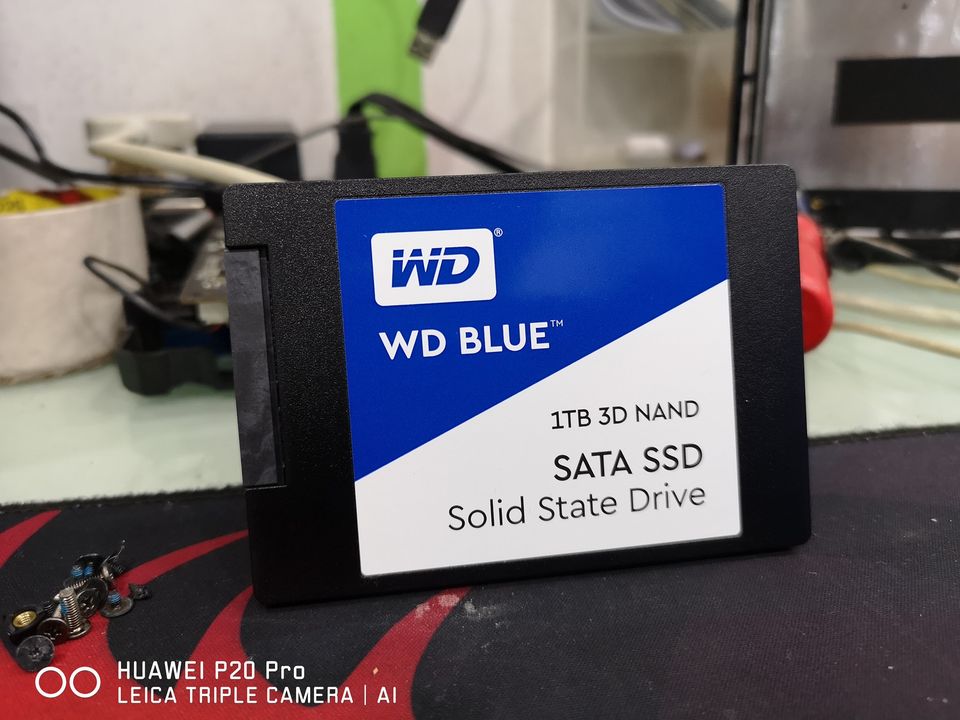 WD®
WD BLUE™
1TB 3D NAND
SATA SSD
Solid State Drive
HUAWEI P20 Pro
LEICA TRIPLE CAMERA | AI